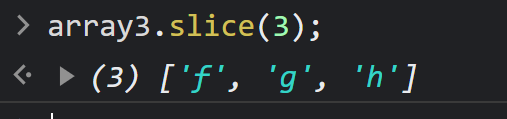 > array3.slice(3);
(3) ['f', 'g', 'h']